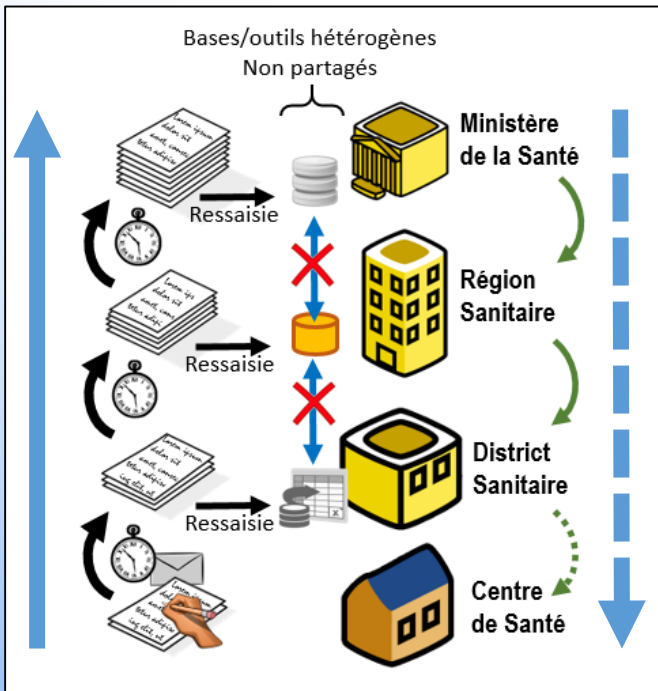 Bases/outils hétérogènes
Non partagés
Ministère
de la Santé
Ressaisie
Région
Sanitaire
Ressaisie
District
Sanitaire
Ressaisie
Centre
de Santé